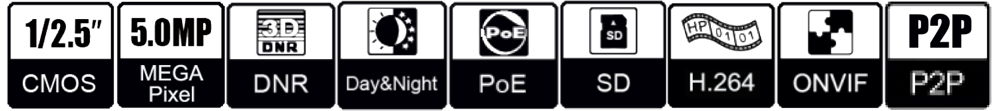 1/2.5"
CMOS
5.0MP
MEGA
Pixel
3D
DNR
DNR
Day&Night
PoE
PoE
SD
SD
HP 01 01
H.264
ONVIF
P2P
P2P